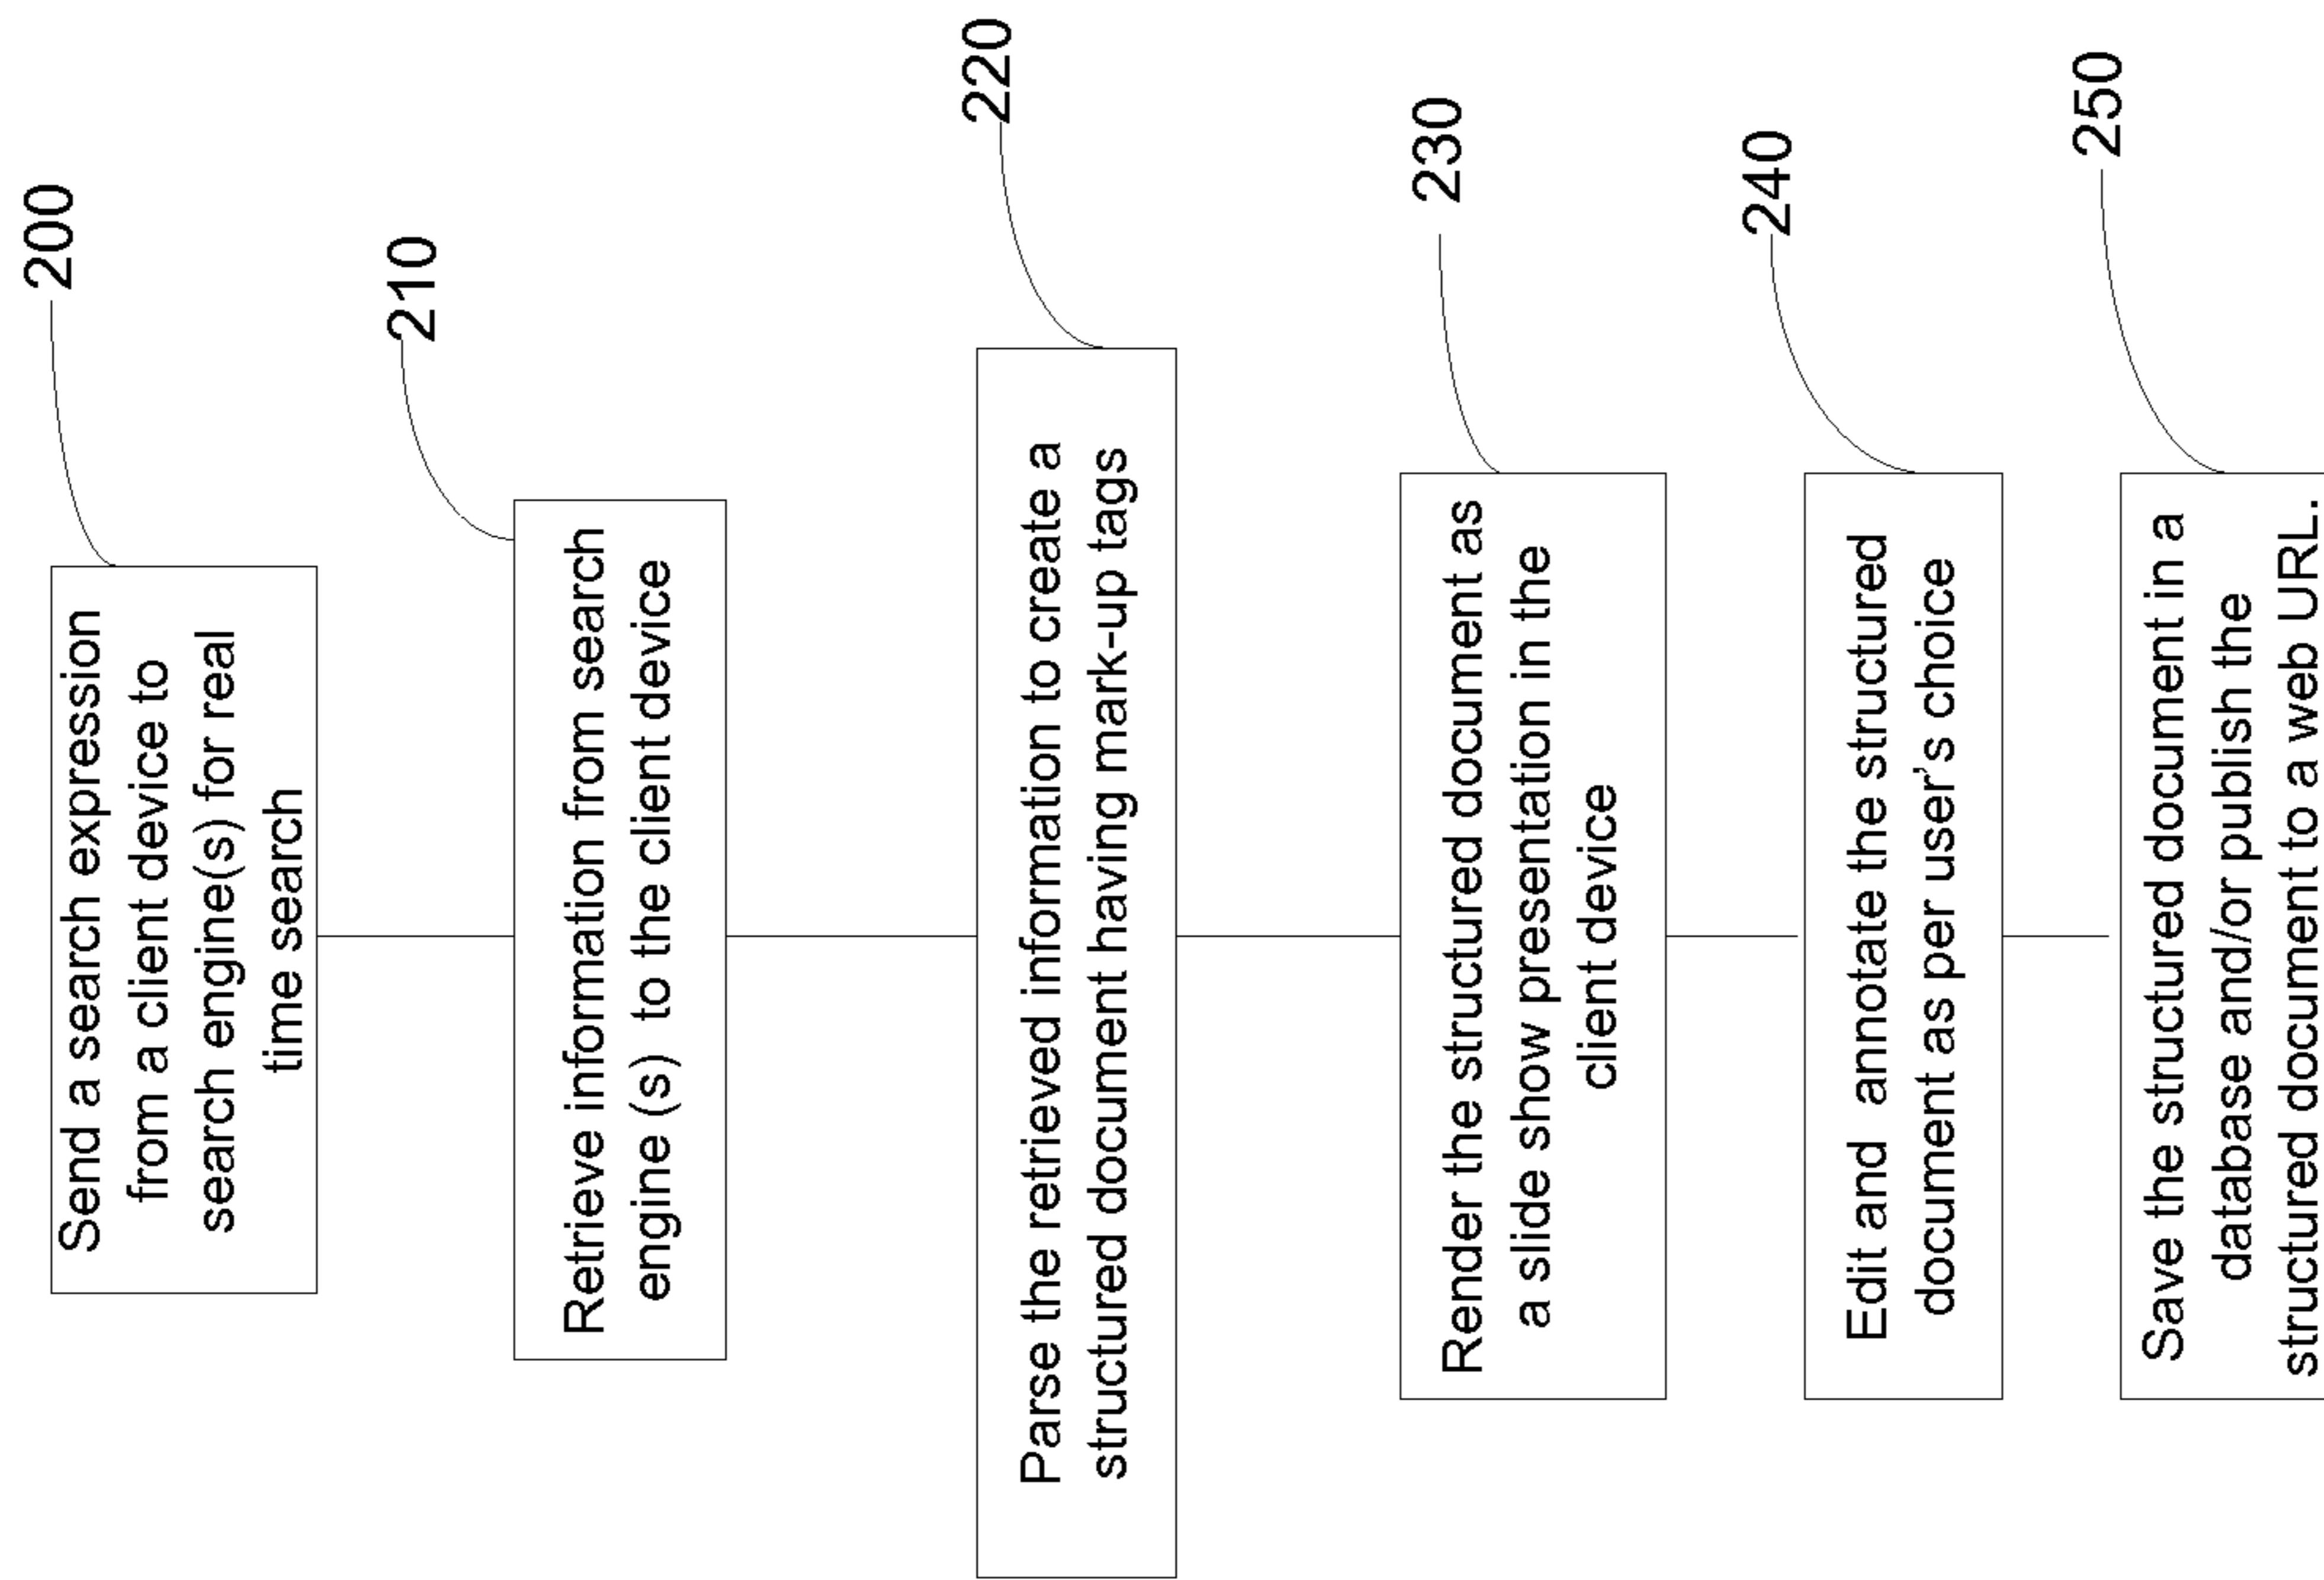 200
Send a search expression
from a client device to
search engine(s) for real
time search
210
Retrieve information from search
engine (s) to the client device
220
Parse the retrieved information to create a
structured document having mark-up tags
230
Render the structured document as
a slide show presentation in the
client device
240
Edit and annotate the structured
document as per user's choice
250
Save the structured document in a
database and/or publish the
structured document to a web URL.